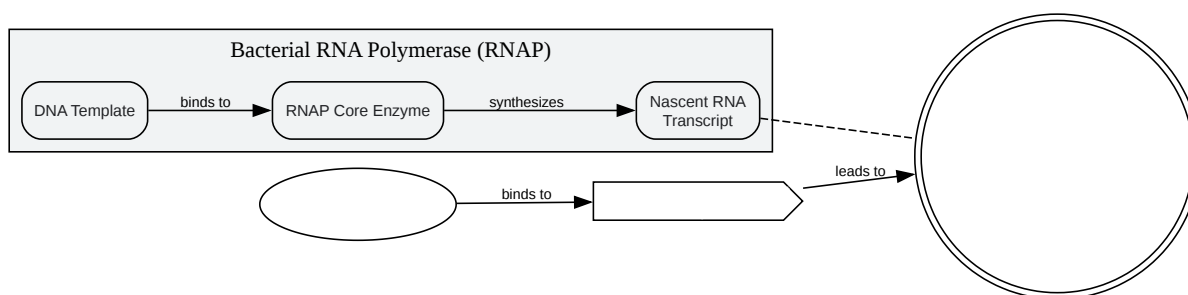 Bacterial RNA Polymerase (RNAP)
DNA Template
binds to
RNAP Core Enzyme
synthesizes
Nascent RNA
Transcript
binds to
leads to